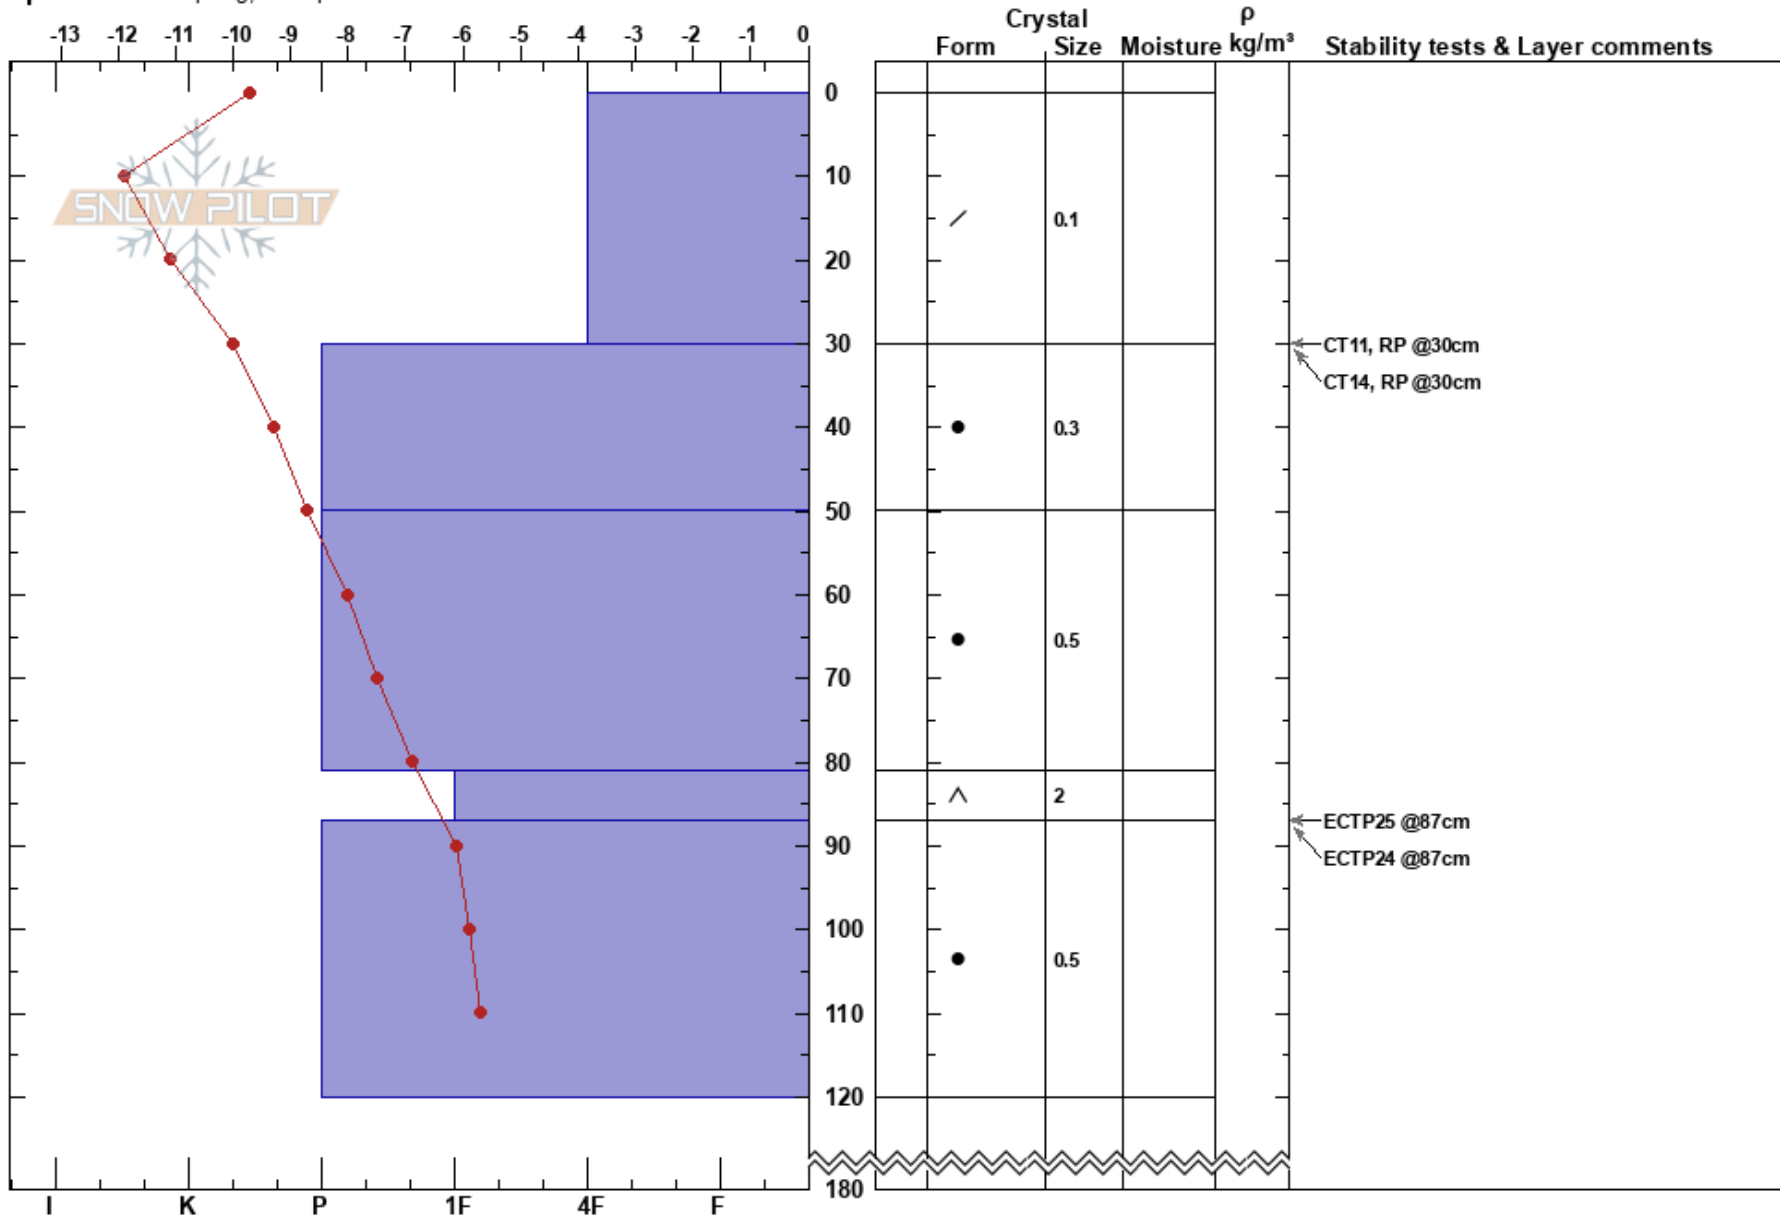 Crystal ρ
-13 -12 -11 -10 -9 -8 -7 -6 -5 -4 -3 -2 -1 0 Form Size Moisture kg/m³ Stability tests & Layer comments
0
10
SNOW PILOT
0.1
20
30 CT11, RP @30cm
CT14, RP @30cm
40 0.3
50
60
0.5
70
80
2
ECTP25 @87cm
90 ECTP24 @87cm
100
0.5
110
120
180
I K P 1F 4F F